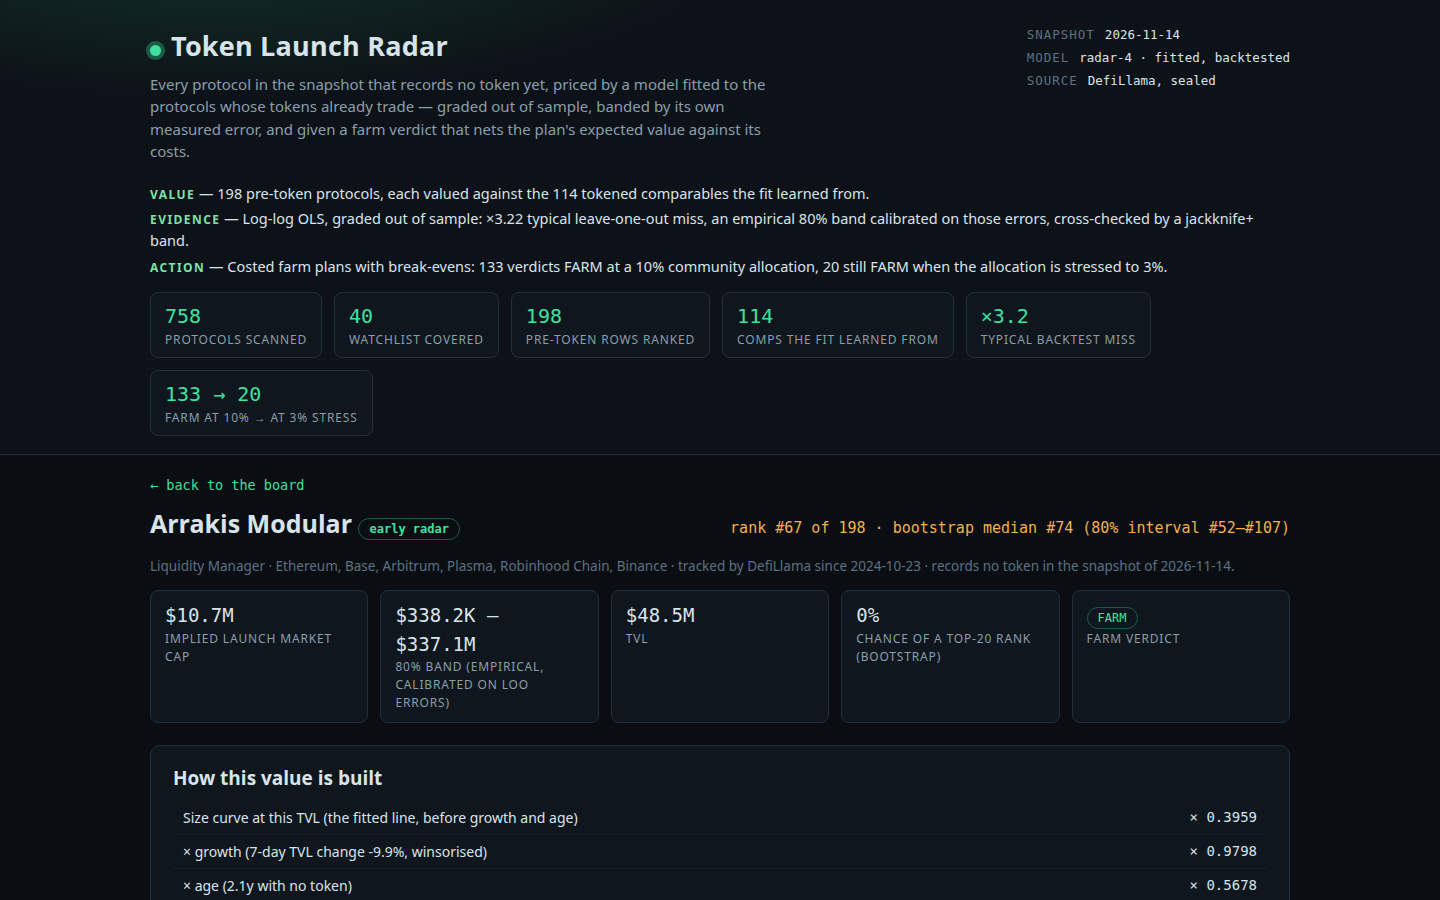 Token Launch Radar
SNAPSHOT 2026-11-14
MODEL radar-4 · fitted, backtested
SOURCE DefiLlama, sealed
Every protocol in the snapshot that records no token yet, priced by a model fitted to the
protocols whose tokens already trade — graded out of sample, banded by its own
measured error, and given a farm verdict that nets the plan's expected value against its
costs.
VALUE — 198 pre-token protocols, each valued against the 114 tokened comparables the fit learned from.
EVIDENCE — Log-log OLS, graded out of sample: ×3.22 typical leave-one-out miss, an empirical 80% band calibrated on those errors, cross-checked by a jackknife+
band.
ACTION — Costed farm plans with break-evens: 133 verdicts FARM at a 10% community allocation, 20 still FARM when the allocation is stressed to 3%.
758
PROTOCOLS SCANNED
40
WATCHLIST COVERED
198
PRE-TOKEN ROWS RANKED
114
COMPS THE FIT LEARNED FROM
×3.2
TYPICAL BACKTEST MISS
133 → 20
FARM AT 10% → AT 3% STRESS
← back to the board
Arrakis Modular early radar
rank #67 of 198 · bootstrap median #74 (80% interval #52–#107)
Liquidity Manager · Ethereum, Base, Arbitrum, Plasma, Robinhood Chain, Binance · tracked by DefiLlama since 2024-10-23 · records no token in the snapshot of 2026-11-14.
$10.7M
IMPLIED LAUNCH MARKET
CAP
$338.2K –
$337.1M
80% BAND (EMPIRICAL,
CALIBRATED ON LOO
ERRORS)
$48.5M
TVL
0%
CHANCE OF A TOP-20 RANK
(BOOTSTRAP)
FARM
FARM VERDICT
How this value is built
Size curve at this TVL (the fitted line, before growth and age) × 0.3959
× growth (7-day TVL change -9.9%, winsorised) × 0.9798
× age (2.1y with no token) × 0.5678